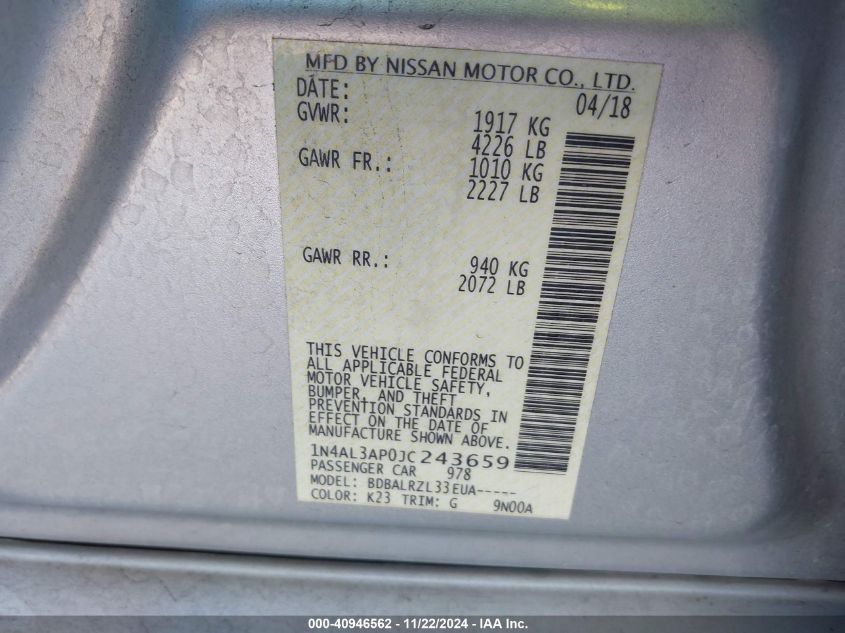 MFD BY NISSAN MOTOR CO., LTD.
DATE: 04/18
GVWR: 1917 KG
4226 LB
GAWR FR.: 1010 KG
2227 LB
GAWR RR.: 940 KG
2072 LB
THIS VEHICLE CONFORMS TO
ALL APPLICABLE FEDERAL
MOTOR VEHICLE SAFETY,
BUMPER, AND THEFT
PREVENTION STANDARDS IN
EFFECT ON THE DATE OF
MANUFACTURE SHOWN ABOVE.
1N4AL3AP0JC243659
PASSENGER CAR 978
MODEL: BDBALRZL33EUA-----
COLOR: K23 TRIM: G 9N00A
000-40946562 - 11/22/2024 - IAA Inc.